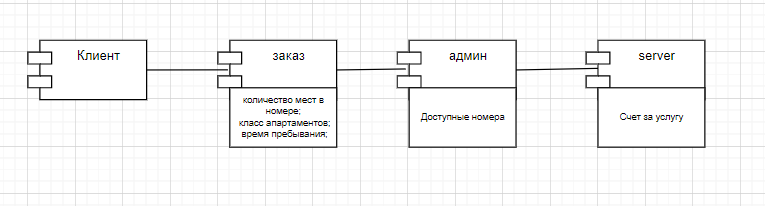 Клиент
заказ
количество мест в
номере;
класс апартаментов;
время пребывания;
админ
Доступные номера
server
Счет за услугу